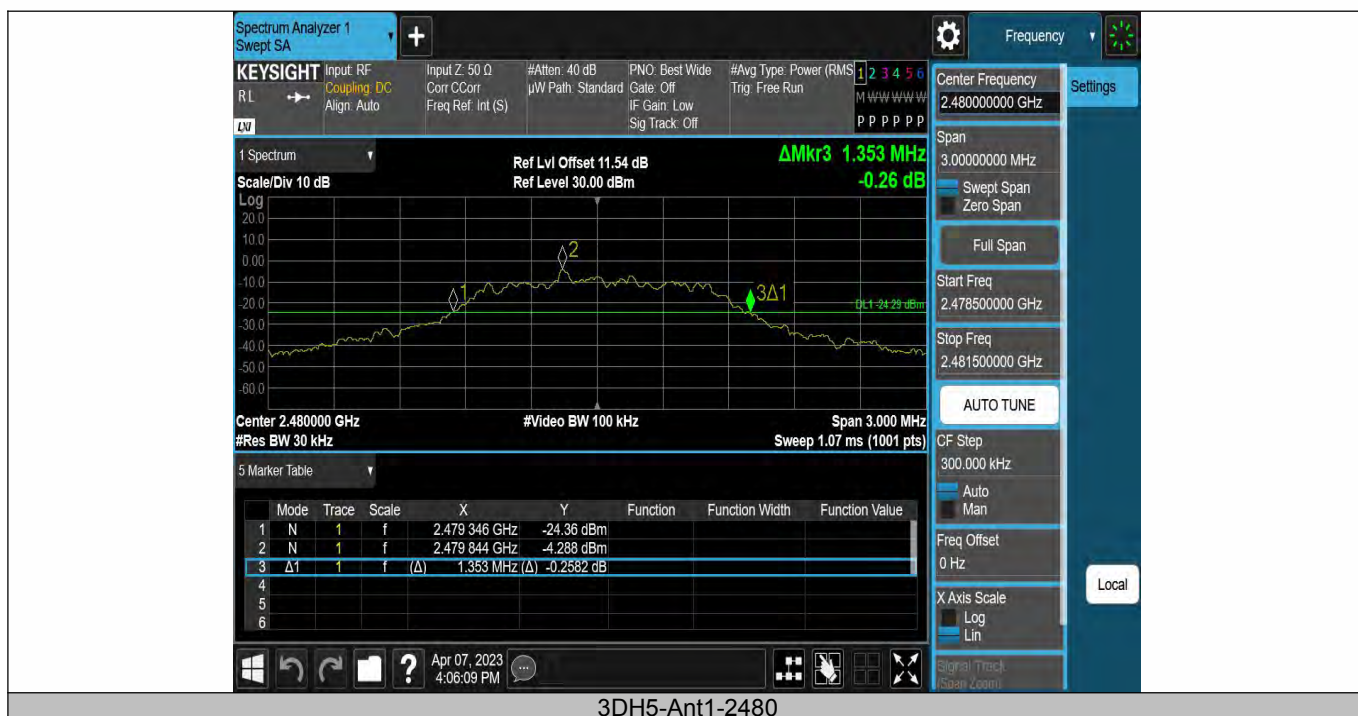 Spectrum Analyzer 1
Swept SA
+
Frequency
KEYSIGHT
RL
LXI
Input: RF
Coupling: DC
Align: Auto
Input Z: 50 Ω
Corr CCorr
Freq Ref: Int (S)
#Atten: 40 dB
µW Path: Standard
PNO: Best Wide
Gate: Off
IF Gain: Low
Sig Track: Off
#Avg Type: Power (RMS
Trig: Free Run
1 2 3 4 5 6
M W W W W W
P P P P P P
Center Frequency
2.480000000 GHz
Settings
Span
3.00000000 MHz
Swept Span
Zero Span
Full Span
Start Freq
2.478500000 GHz
Stop Freq
2.481500000 GHz
AUTO TUNE
CF Step
300.000 kHz
Auto
Man
Freq Offset
0 Hz
X Axis Scale
Log
Lin
Signal Track
(Span Zoom)
Local
1 Spectrum
Scale/Div 10 dB
Ref Lvl Offset 11.54 dB
Ref Level 30.00 dBm
ΔMkr3 1.353 MHz
-0.26 dB
Log
20.0
10.0
0.00
-10.0
-20.0
-30.0
-40.0
-50.0
-60.0
1
2
3Δ1
DL1 -24.29 dBm
Center 2.480000 GHz
#Video BW 100 kHz
Span 3.000 MHz
#Res BW 30 kHz
Sweep 1.07 ms (1001 pts)
5 Marker Table
Mode Trace Scale X Y Function Function Width Function Value
1 N 1 f 2.479 346 GHz -24.36 dBm
2 N 1 f 2.479 844 GHz -4.288 dBm
3 Δ1 1 f (Δ) 1.353 MHz (Δ) -0.2582 dB
4
5
6
?
Apr 07, 2023
4:06:09 PM
3DH5-Ant1-2480